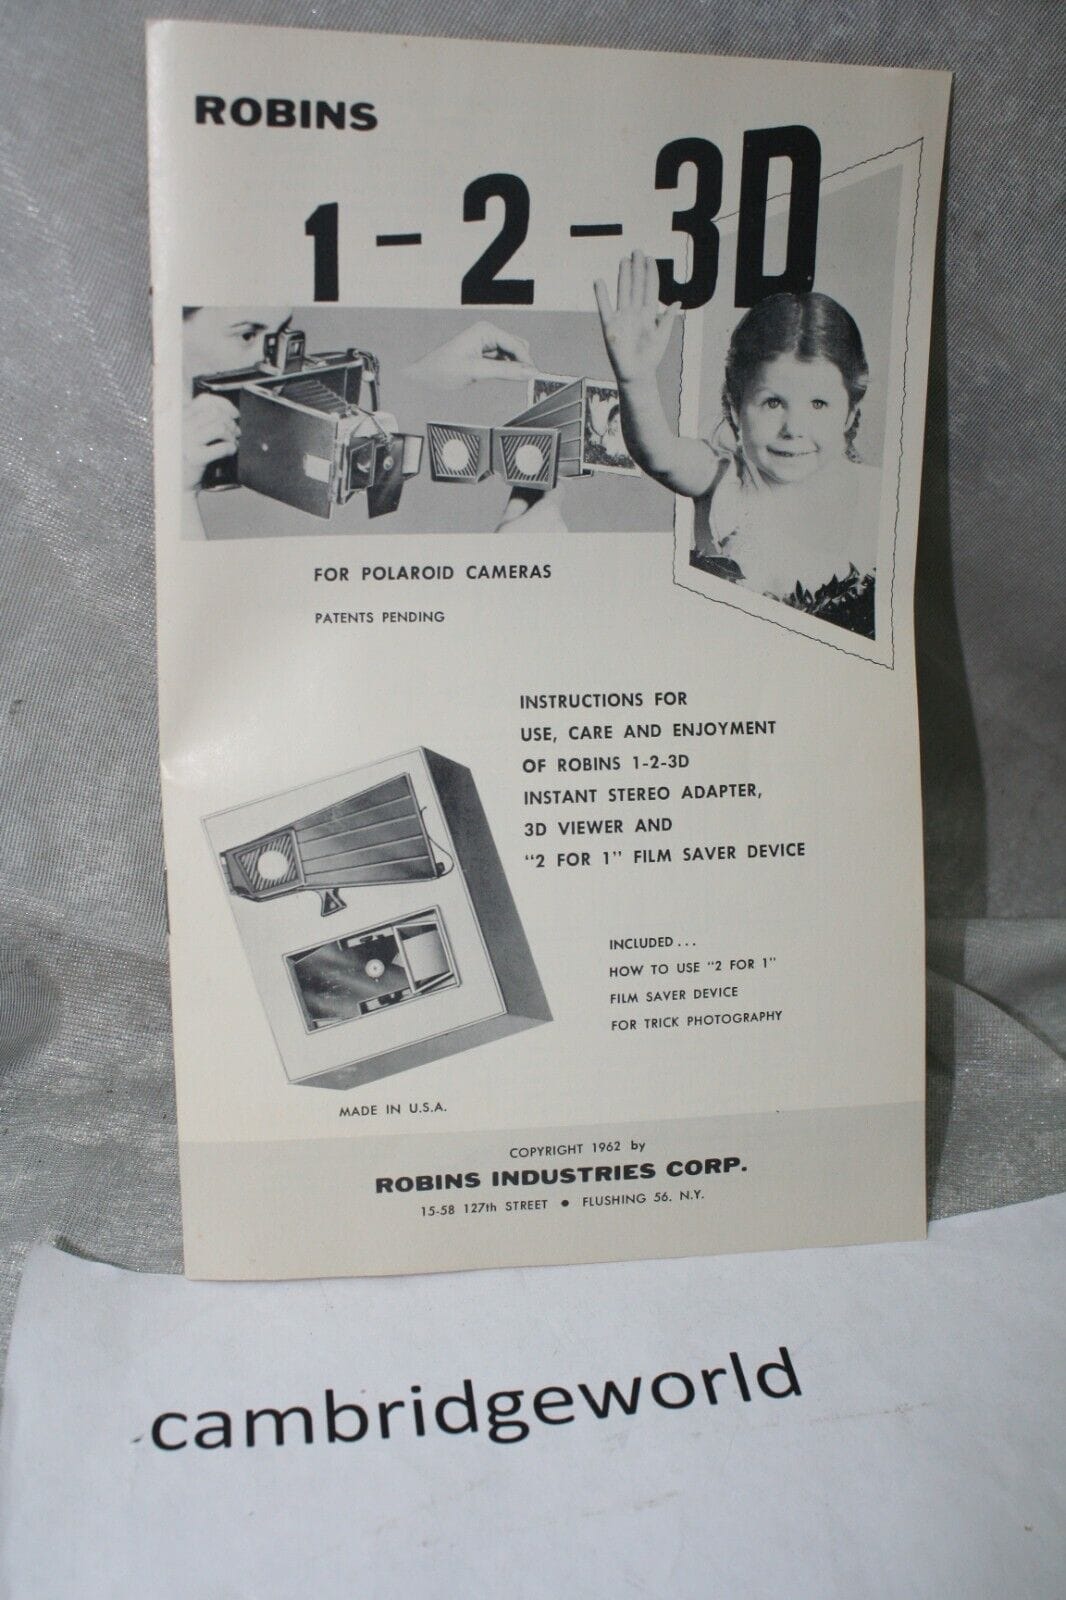 ROBINS
1-2-3D
FOR POLAROID CAMERAS
PATENTS PENDING
INSTRUCTIONS FOR
USE, CARE AND ENJOYMENT
OF ROBINS 1-2-3D
INSTANT STEREO ADAPTER,
3D VIEWER AND
"2 FOR 1" FILM SAVER DEVICE
INCLUDED...
HOW TO USE "2 FOR 1"
FILM SAVER DEVICE
FOR TRICK PHOTOGRAPHY
MADE IN U.S.A.
COPYRIGHT 1962 by
ROBINS INDUSTRIES CORP.
15-58 127th STREET • FLUSHING 56. N.Y.
cambridgeworld